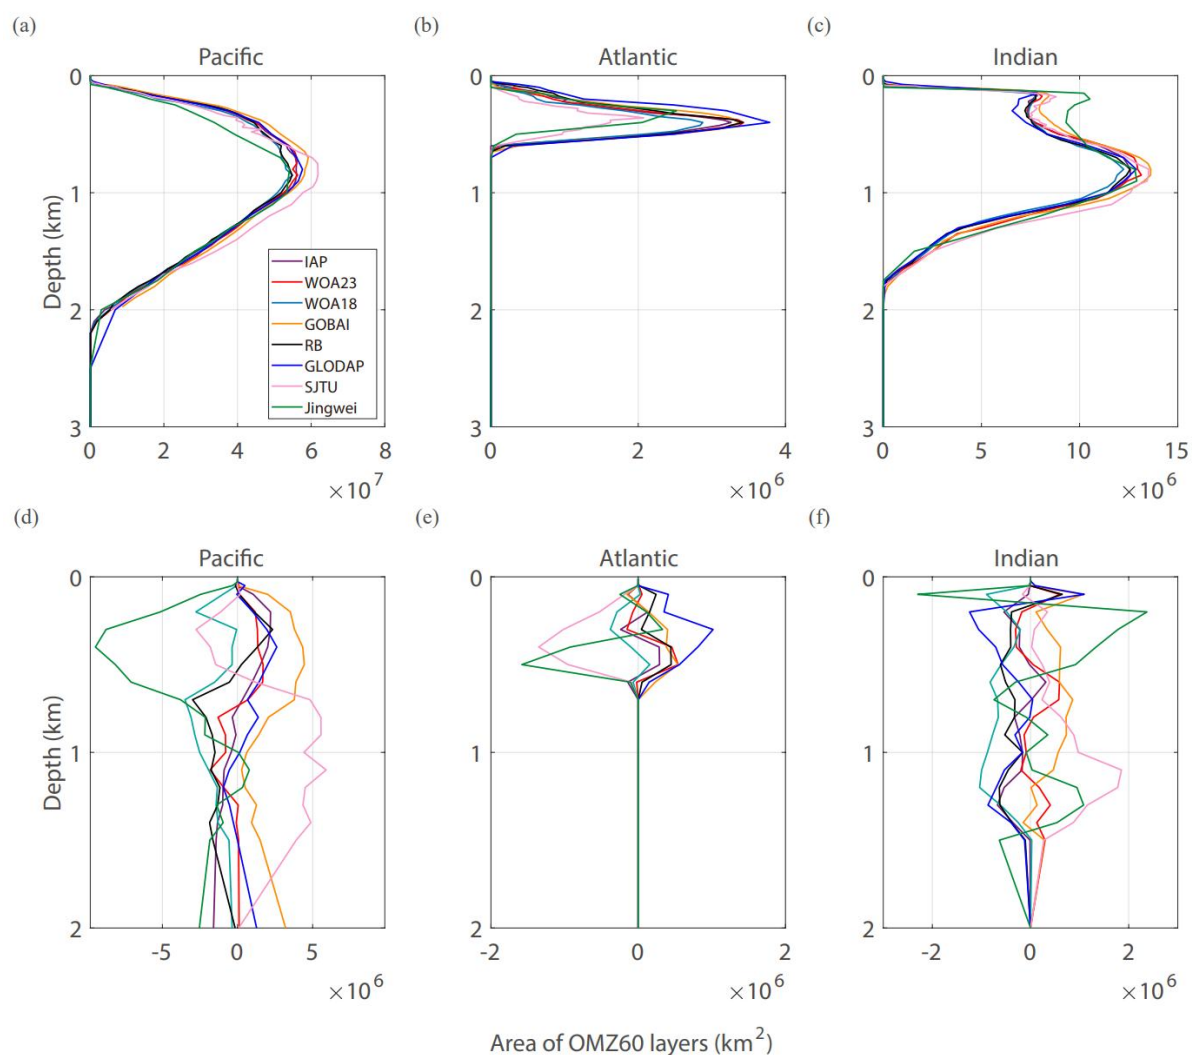 (a)
(b)
(c)
Pacific
Atlantic
Indian
0
1
2
3
Depth (km)
IAP
WOA23
WOA18
GOBAI
RB
GLODAP
SJTU
Jingwei
0 2 4 6 8
×10^7
0
1
2
3
0 2 4
×10^6
0
1
2
3
0 5 10 15
×10^6
(d)
(e)
(f)
Pacific
Atlantic
Indian
0
1
2
Depth (km)
-5 0 5
×10^6
0
1
2
-2 0 2
×10^6
0
1
2
-2 0 2
×10^6
Area of OMZ60 layers (km^2)